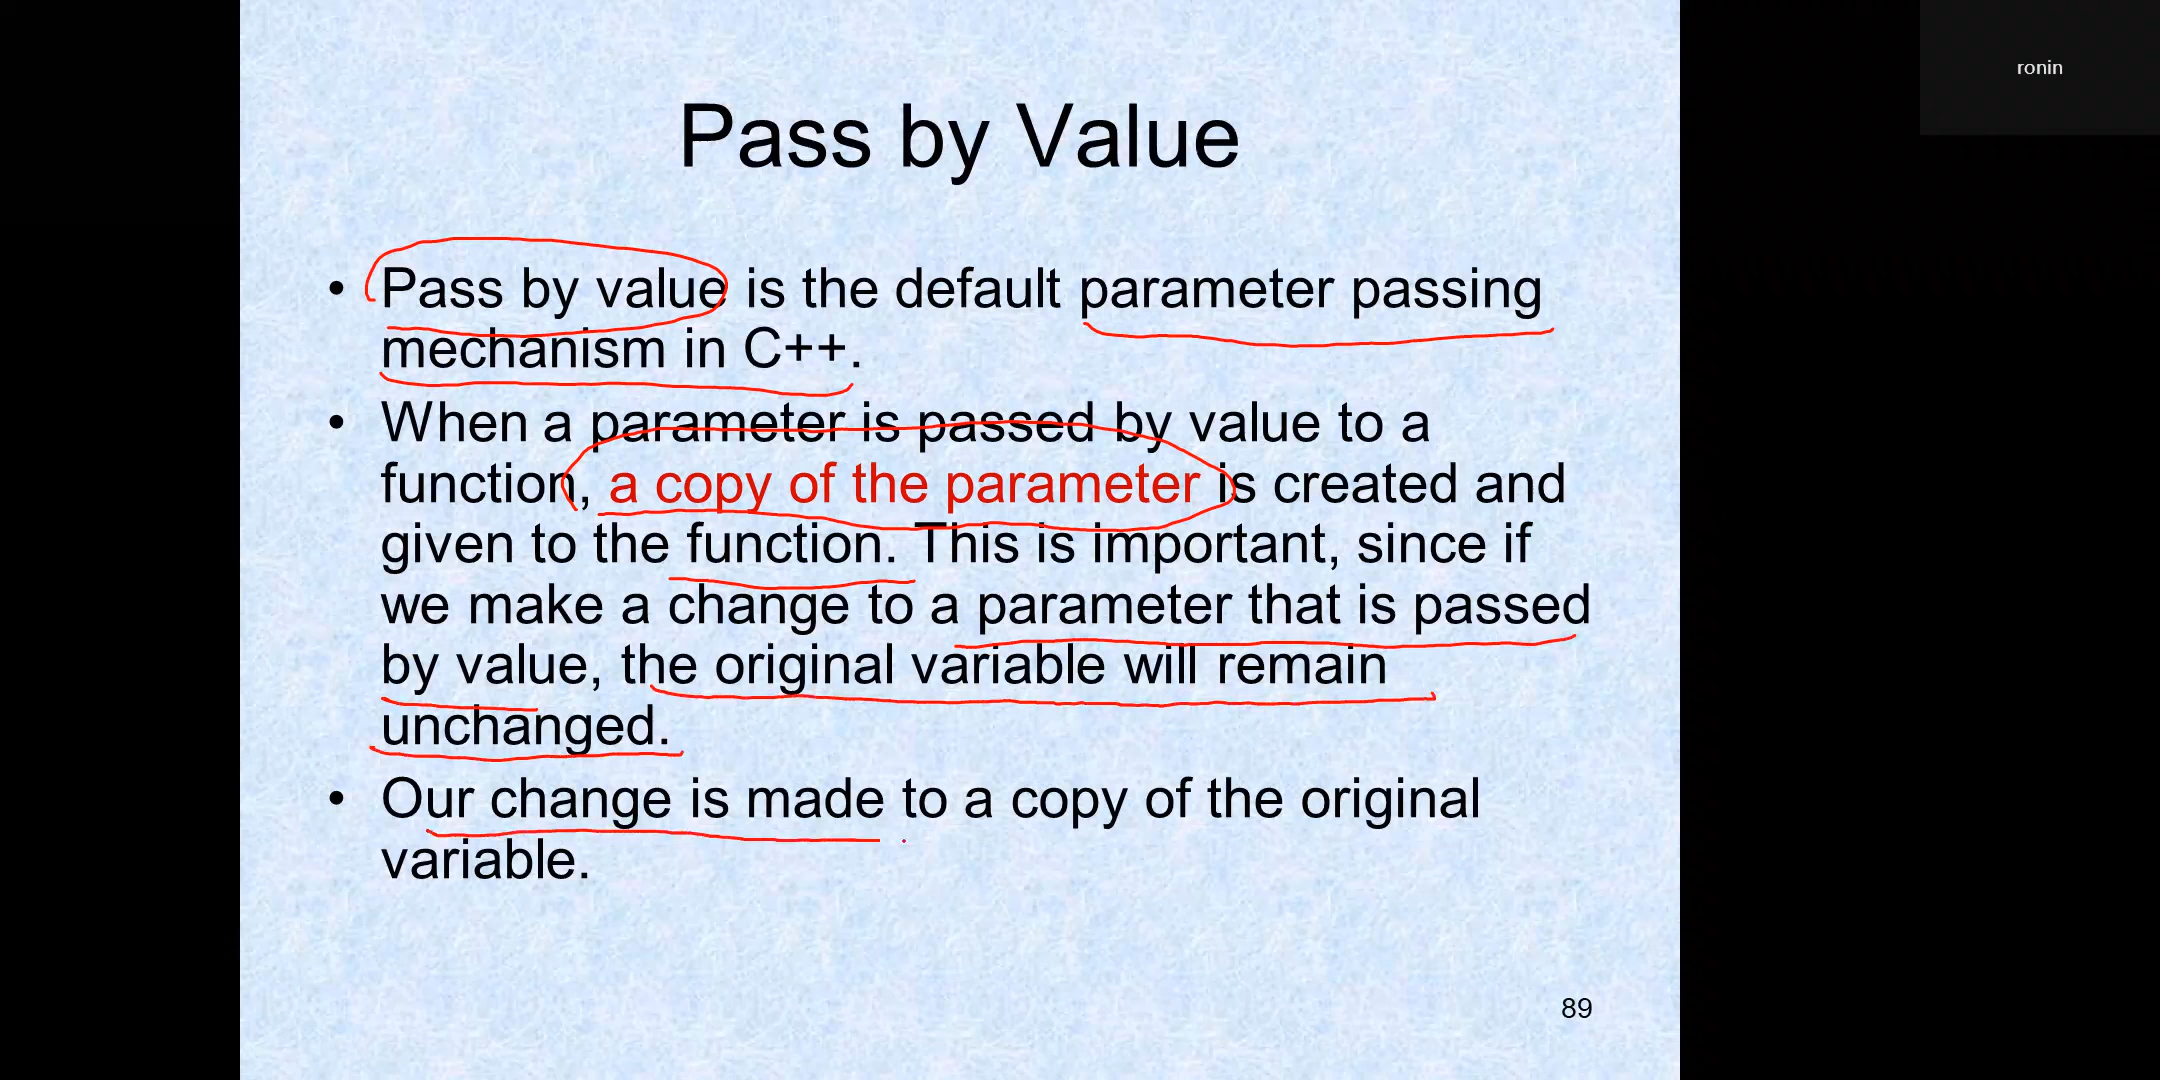 ronin
Pass by Value
• Pass by value is the default parameter passing
mechanism in C++.
• When a parameter is passed by value to a
function, a copy of the parameter is created and
given to the function. This is important, since if
we make a change to a parameter that is passed
by value, the original variable will remain
unchanged.
• Our change is made to a copy of the original
variable.
89